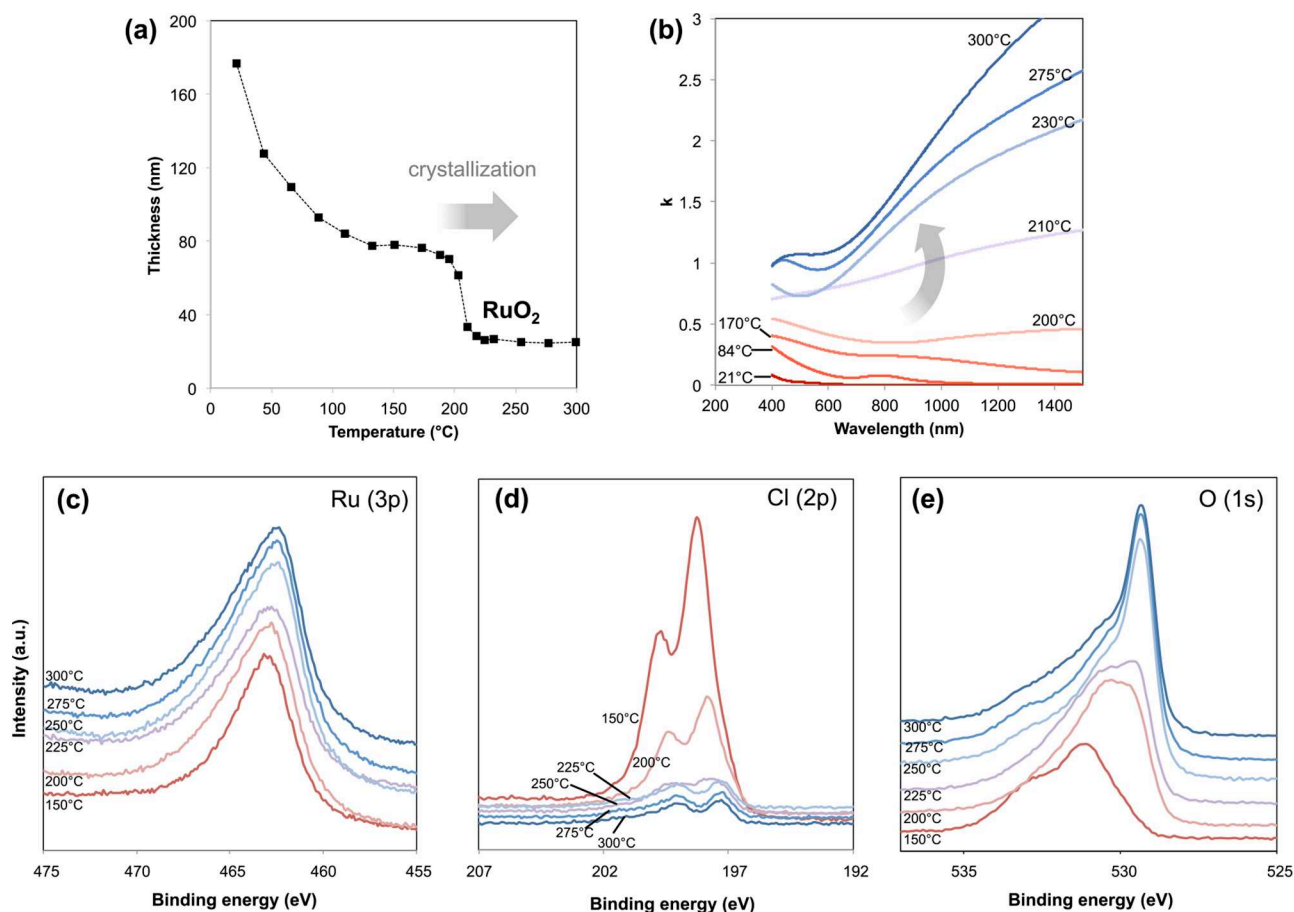 (a)
200
160
120
80
40
0
Thickness (nm)
crystallization
RuO2
0 50 100 150 200 250 300
Temperature (°C)
(b)
3
2.5
2
1.5
1
0.5
0
k
300°C
275°C
230°C
210°C
200°C
170°C
84°C
21°C
200 400 600 800 1000 1200 1400
Wavelength (nm)
(c)
Ru (3p)
Intensity (a.u.)
300°C
275°C
250°C
225°C
200°C
150°C
475 470 465 460 455
Binding energy (eV)
(d)
Cl (2p)
150°C
200°C
225°C
250°C
275°C
300°C
207 202 197 192
Binding energy (eV)
(e)
O (1s)
300°C
275°C
250°C
225°C
200°C
150°C
535 530 525
Binding energy (eV)